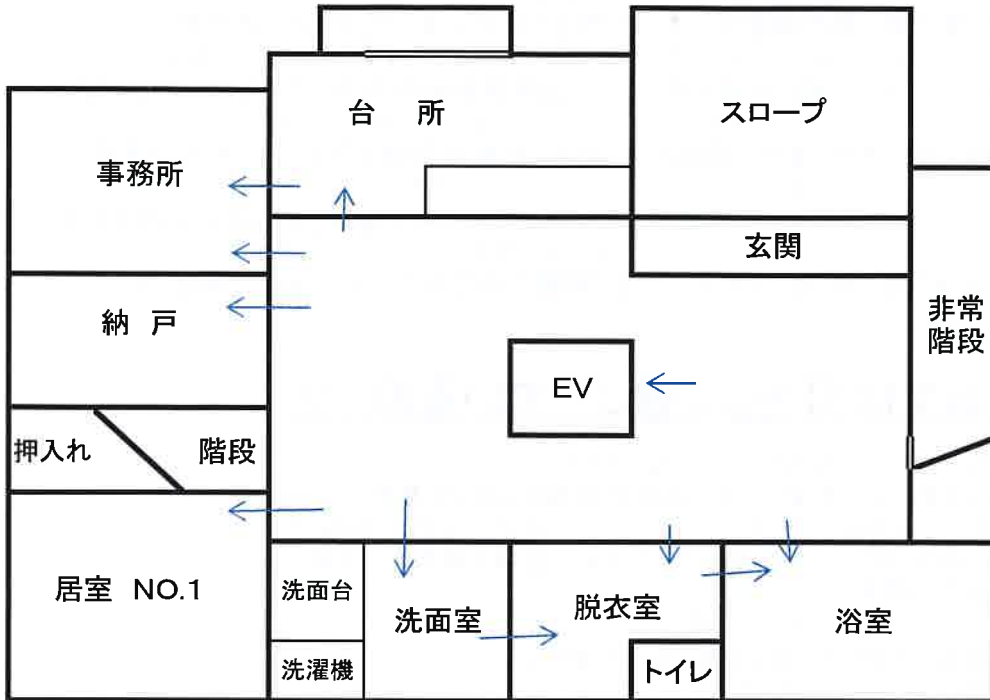 台 所
スロープ
事務所
玄関
納 戸
非常
階段
EV
押入れ
階段
居室 NO.1
洗面台
洗面室
脱衣室
浴室
洗濯機
トイレ